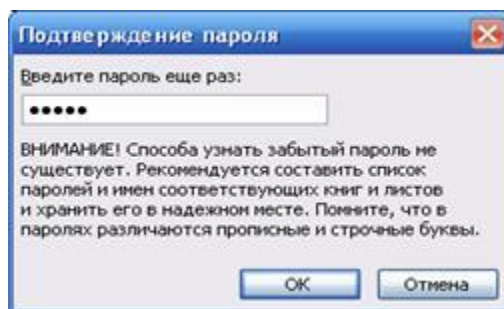 Подтверждение пароля
Введите пароль еще раз:
•••••
ВНИМАНИЕ! Способа узнать забытый пароль не
существует. Рекомендуется составить список
паролей и имен соответствующих книг и листов
и хранить его в надежном месте. Помните, что в
паролях различаются прописные и строчные буквы.
ОК Отмена